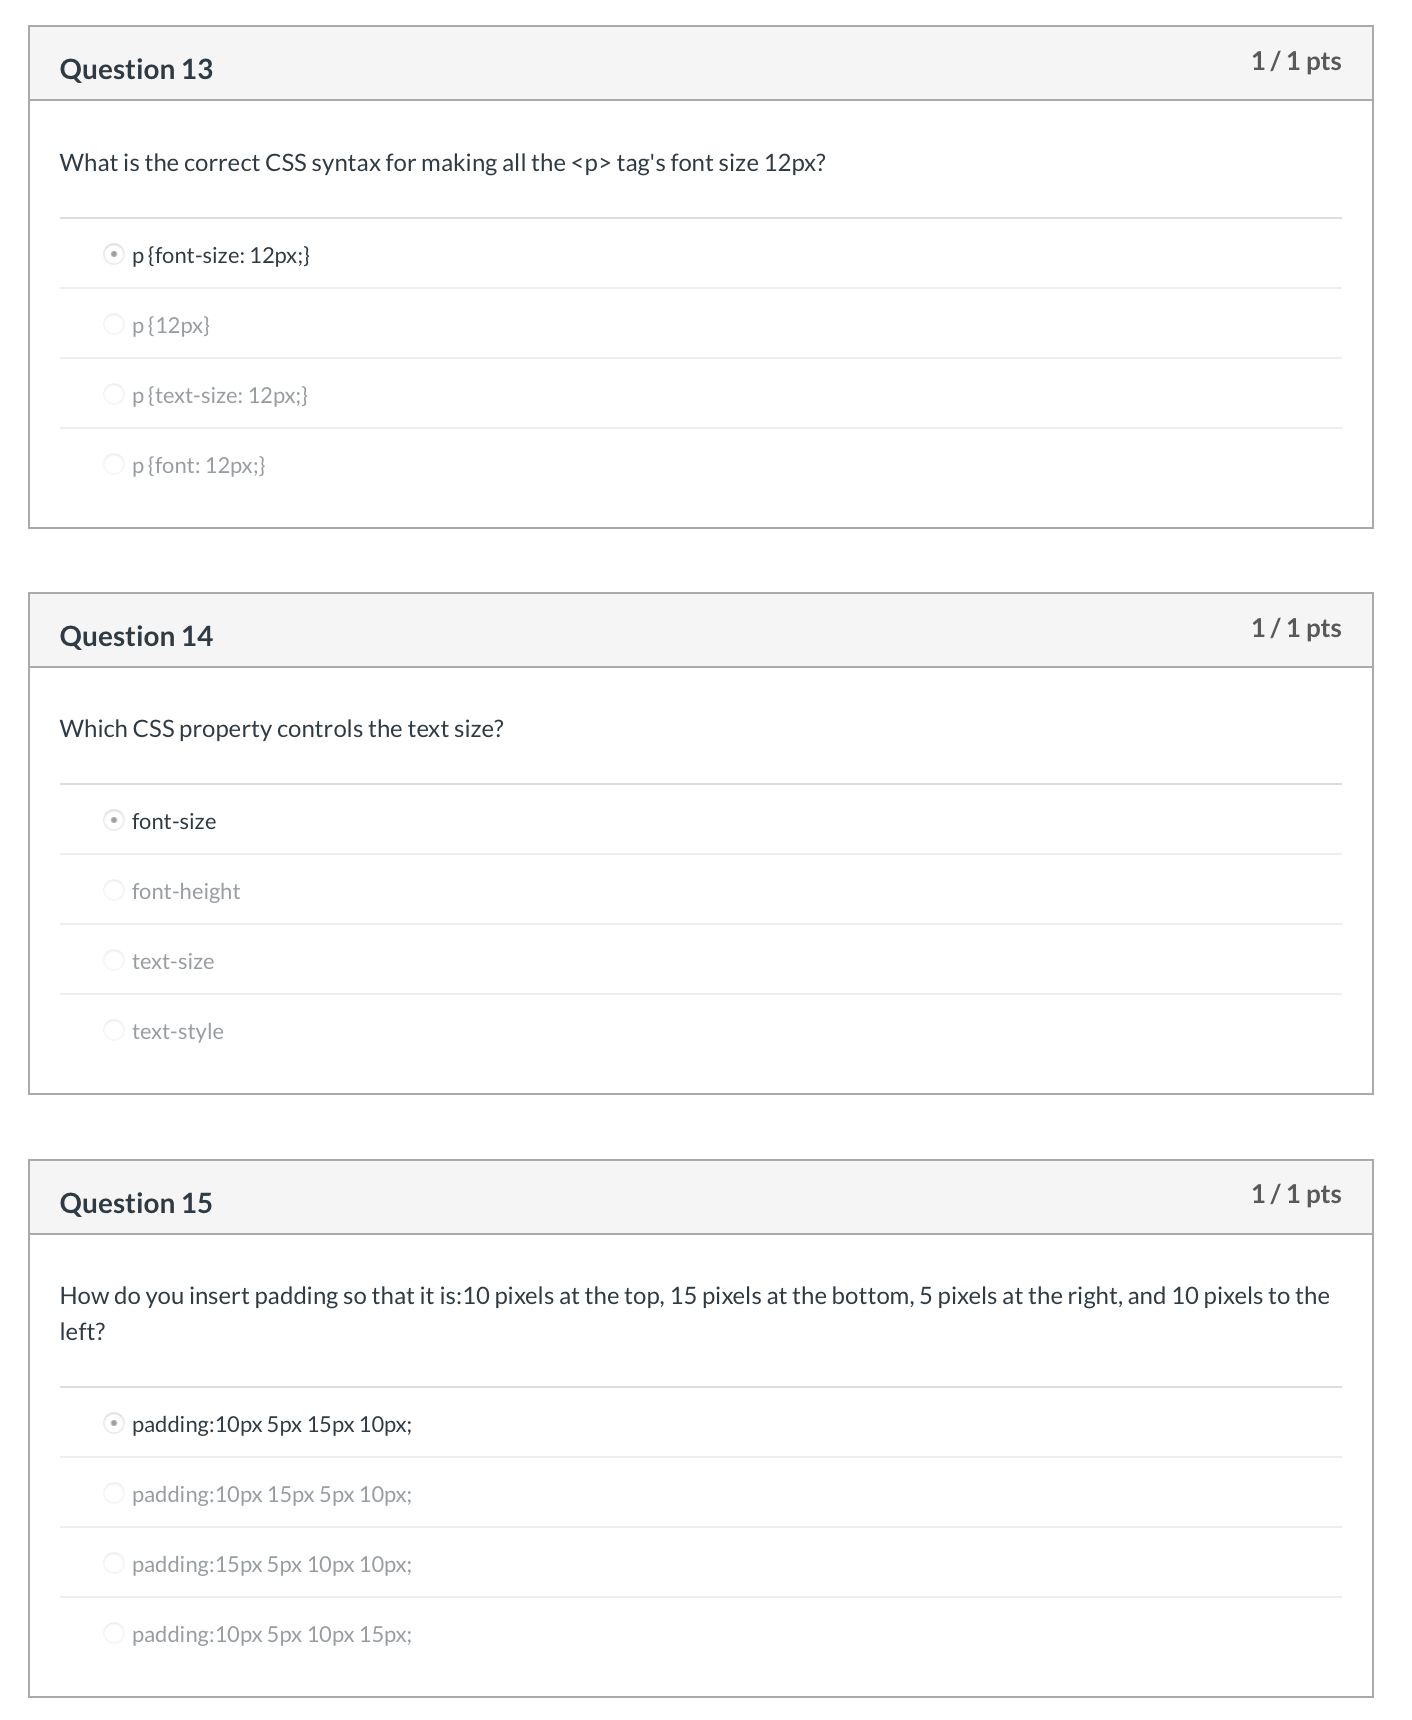 Question 13
1 / 1 pts
What is the correct CSS syntax for making all the <p> tag's font size 12px?
p {font-size: 12px;}
p {12px}
p {text-size: 12px;}
p {font: 12px;}
Question 14
1 / 1 pts
Which CSS property controls the text size?
font-size
font-height
text-size
text-style
Question 15
1 / 1 pts
How do you insert padding so that it is:10 pixels at the top, 15 pixels at the bottom, 5 pixels at the right, and 10 pixels to the
left?
padding:10px 5px 15px 10px;
padding:10px 15px 5px 10px;
padding:15px 5px 10px 10px;
padding:10px 5px 10px 15px;